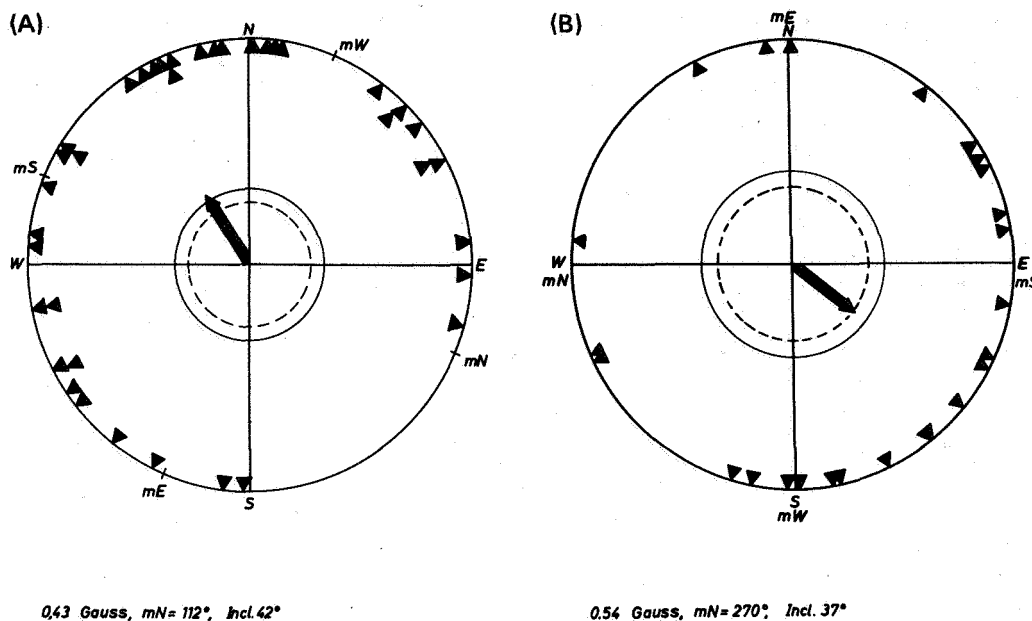 (A)
N
mW
mS
W
E
mN
mE
S
0,43 Gauss, mN = 112°, Incl. 42°
(B)
mE
N
W
mN
E
mS
S
mW
0.54 Gauss, mN = 270°, Incl. 37°